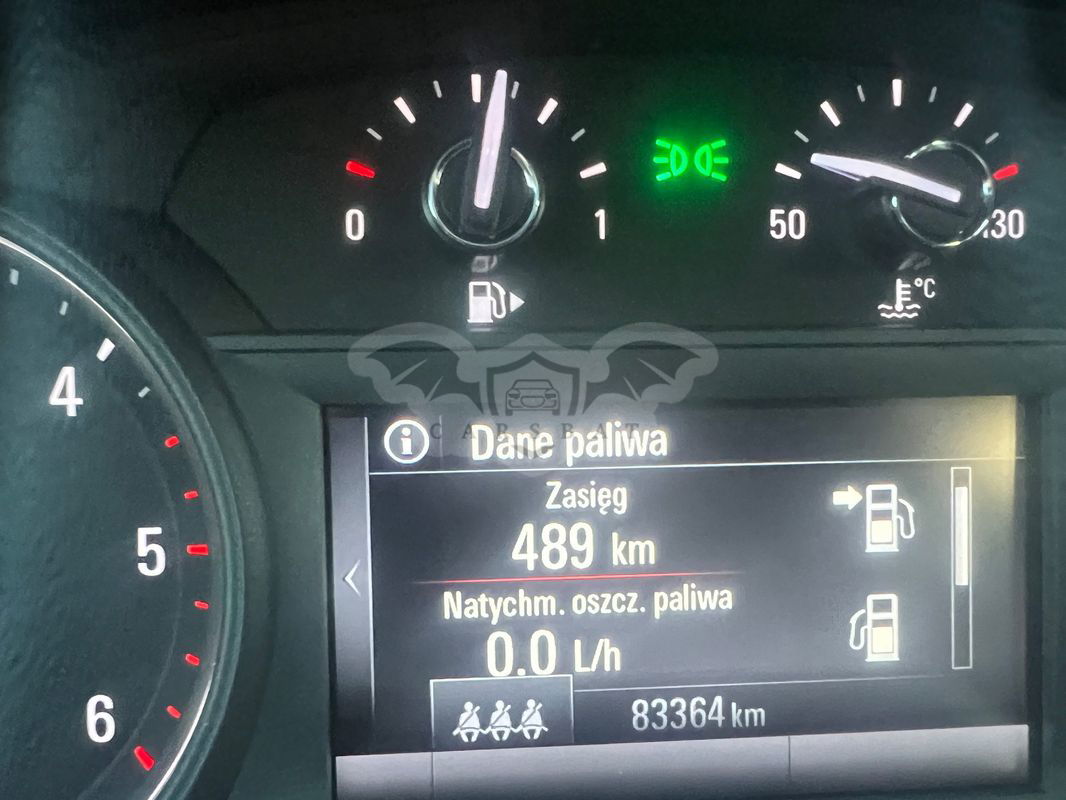 0
1
50
130
°C
4
5
6
CARSBAT
Dane paliwa
Zasięg
489 km
Natychm. oszcz. paliwa
0.0 L/h
83364 km